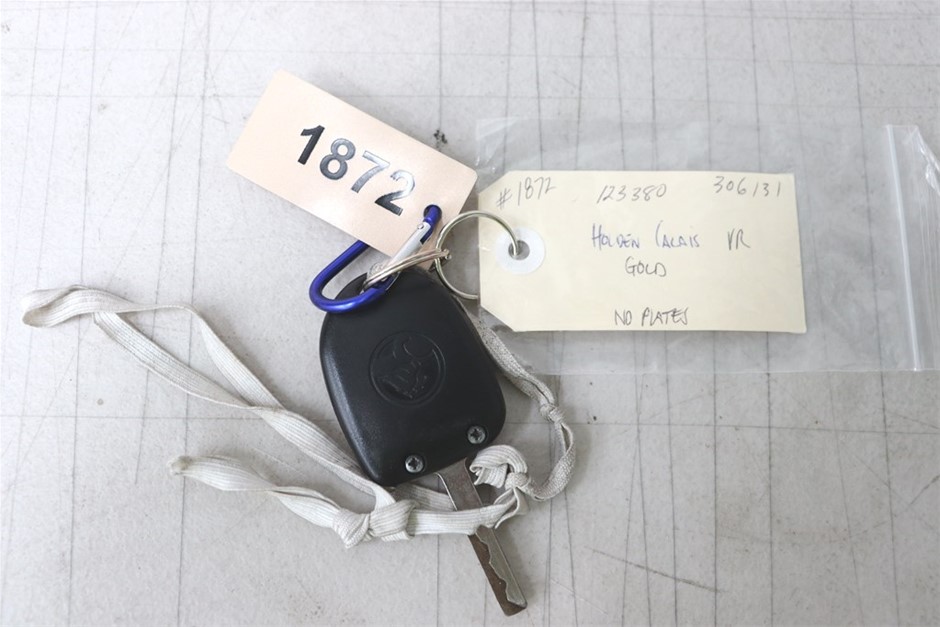 1872
#1872 123380 306131
HOLDEN CALAIS VR
GOLD
NO PLATES